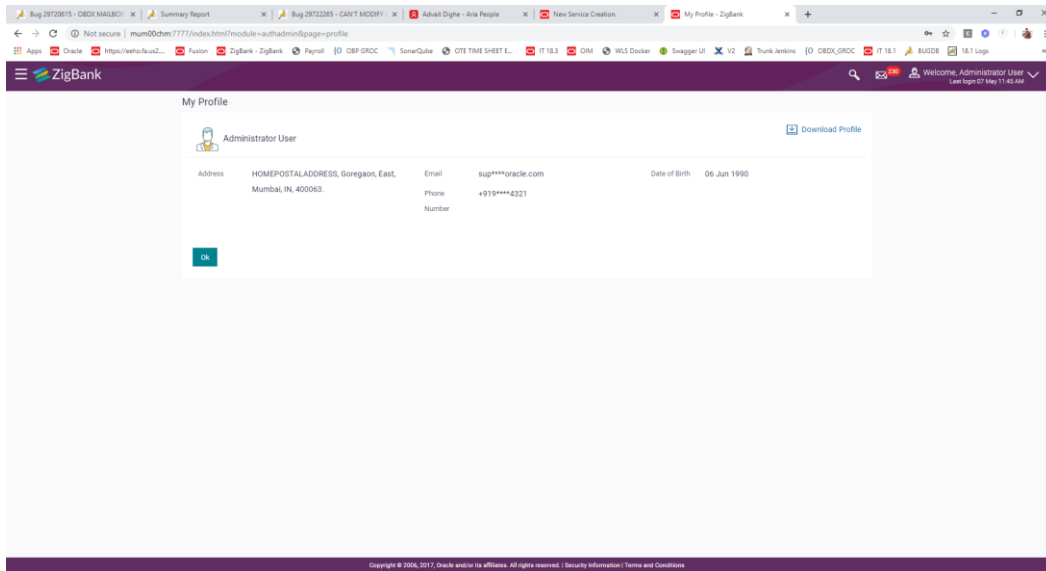 Bug 29720615 - OBDX MAILBOX
Summary Report
Bug 29722265 - CAN'T MODIFY
Advait Dighe - Aria People
New Service Creation.
My Profile - ZigBank
Not secure | mum00chm:7777/index.html?module=authadmin&page=profile
Apps Oracle https://eeho.fa.us2.... Fusion ZigBank - ZigBank Payroll OBP GROC SonarQube OTE TIME SHEET E... IT 18.3 OIM WLS Docker Swagger UI V2 Trunk Jenkins OBDX_GROC IT 18.1 BUGDB 18.1 Logs
ZigBank
230
Welcome, Administrator User
Last login 07 May 11:45 AM
My Profile
Administrator User
Download Profile
Address HOMEPOSTALADDRESS, Goregaon, East,
Mumbai, IN, 400063.
Email sup****oracle.com
Phone
Number
+919****4321
Date of Birth 06 Jun 1990
Ok
Copyright © 2006, 2017, Oracle and/or its affiliates. All rights reserved. | Security Information | Terms and Conditions